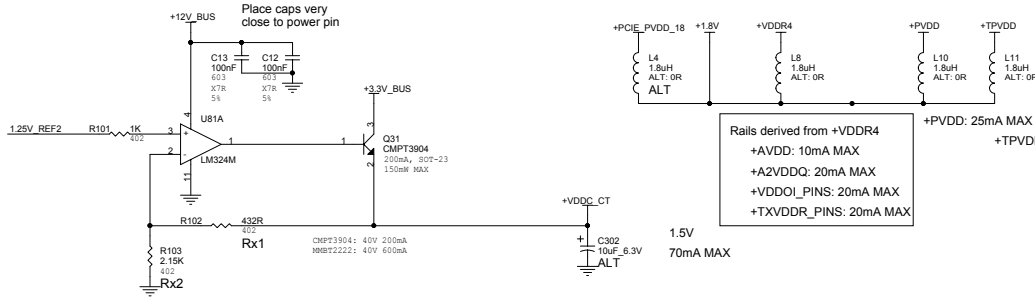 Place caps very
close to power pin
+12V_BUS
C13
100nF
603
X7R
5%
C12
100nF
603
X7R
5%
+3.3V_BUS
U81A
4
1.25V_REF2
R101
1K
402
3
+
2
-
1
LM324M
11
1
3
2
Q31
CMPT3904
200mA, SOT-23
150mW MAX
R102
432R
402
Rx1
CMPT3904: 40V 200mA
MMBT2222: 40V 600mA
R103
2.15K
402
Rx2
+VDDC_CT
+
C302
10uF_6.3V
ALT
1.5V
70mA MAX
+PCIE_PVDD_18
+1.8V
+VDDR4
+PVDD
+TPVDD
L4
1.8uH
ALT: 0R
ALT
L8
1.8uH
ALT: 0R
L10
1.8uH
ALT: 0R
L11
1.8uH
ALT: 0R
Rails derived from +VDDR4
+AVDD: 10mA MAX
+A2VDDQ: 20mA MAX
+VDDOI_PINS: 20mA MAX
+TXVDDR_PINS: 20mA MAX
+PVDD: 25mA MAX